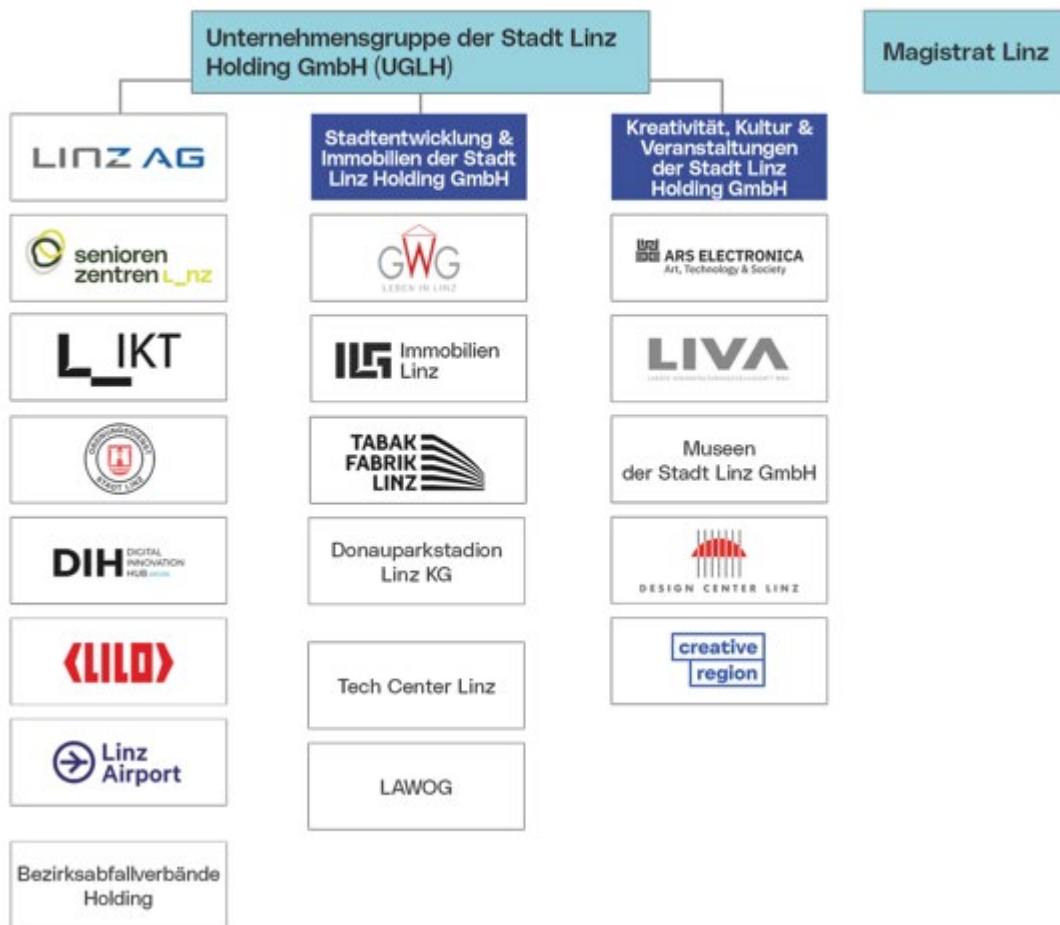 Unternehmensgruppe der Stadt Linz
Holding GmbH (UGLH)
Magistrat Linz
LINZ AG
senioren
zentren L_nz
L_IKT
ORDNUNGSDIENST
STADT LINZ
DIH DIGITAL
INNOVATION
HUB
<LILO>
Linz
Airport
Bezirksabfallverbände
Holding
Stadtentwicklung &
Immobilien der Stadt
Linz Holding GmbH
GWG
LEBEN IN LINZ
ILG Immobilien
Linz
TABAK
FABRIK
LINZ
Donauparkstadion
Linz KG
Tech Center Linz
LAWOG
Kreativität, Kultur &
Veranstaltungen
der Stadt Linz
Holding GmbH
ARS ELECTRONICA
Art, Technology & Society
LIVA
Museen
der Stadt Linz GmbH
DESIGN CENTER LINZ
creative
region